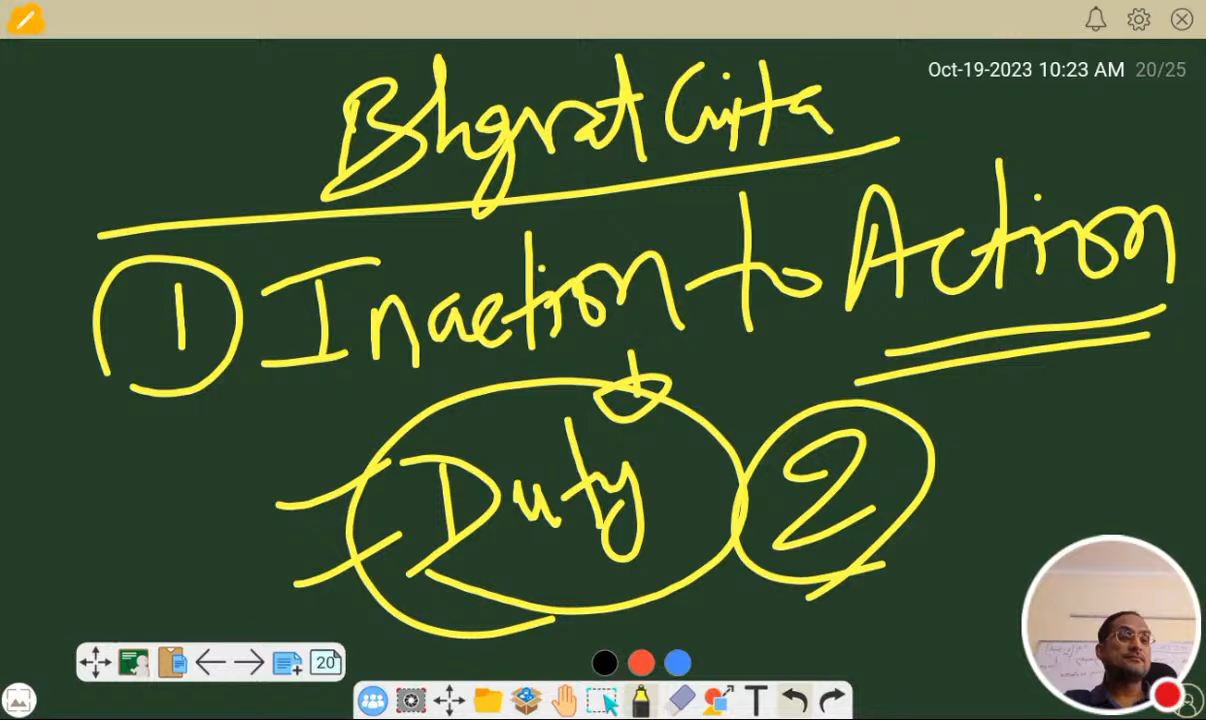 Oct-19-2023 10:23 AM 20/25
Bhgvat Gita
1 Inaction to Action
Duty 2
20
T